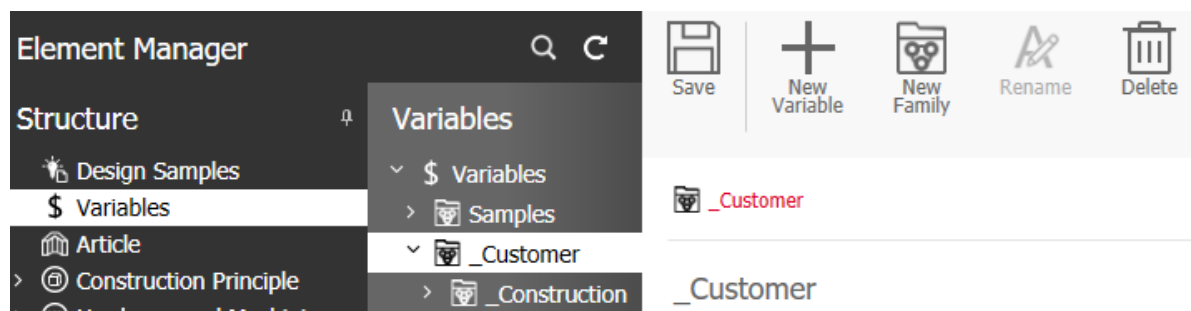 Element Manager
Structure
Design Samples
$ Variables
Article
Construction Principle
Variables
$ Variables
Samples
_Customer
_Construction
Save
New Variable
New Family
Rename
Delete
_Customer
_Customer